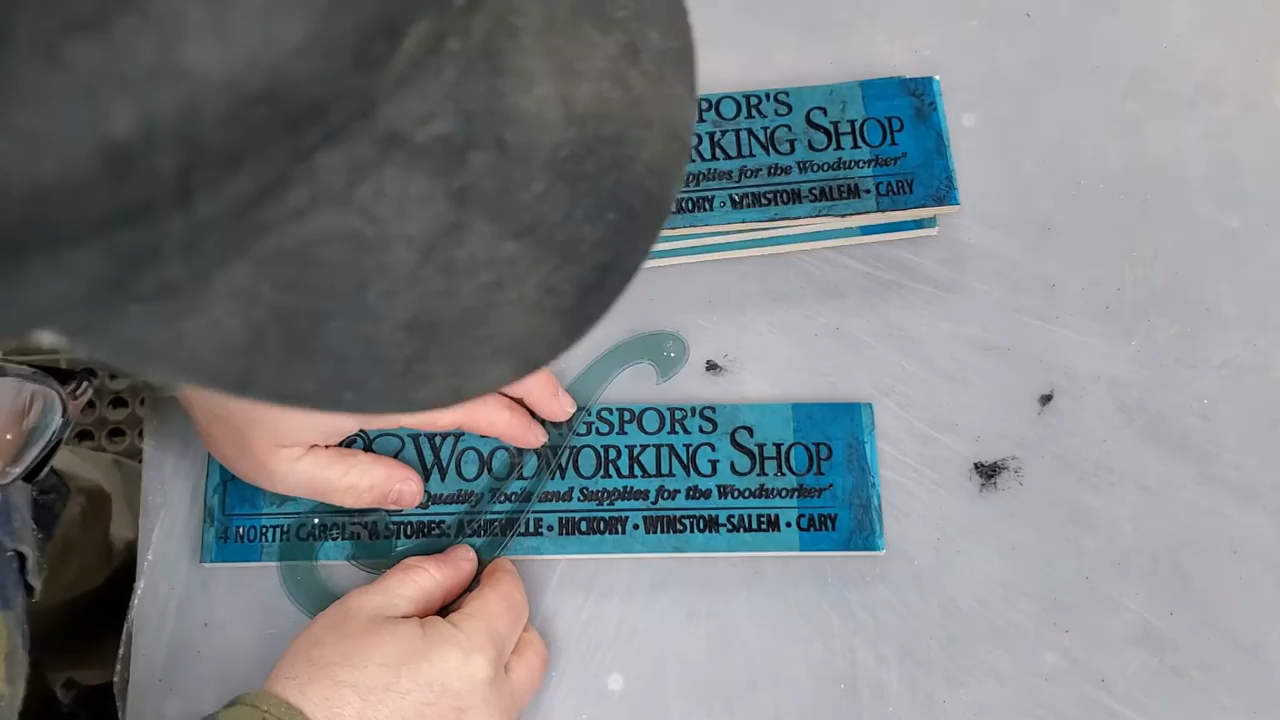 POR'S
RKING SHOP
pplies for the Woodworker"
KORY • WINSTON-SALEM • CARY
GSPOR'S
WOODWORKING SHOP
Quality Tools and Supplies for the Woodworker"
4 NORTH CAROLINA STORES: ASHEVILLE • HICKORY • WINSTON-SALEM • CARY